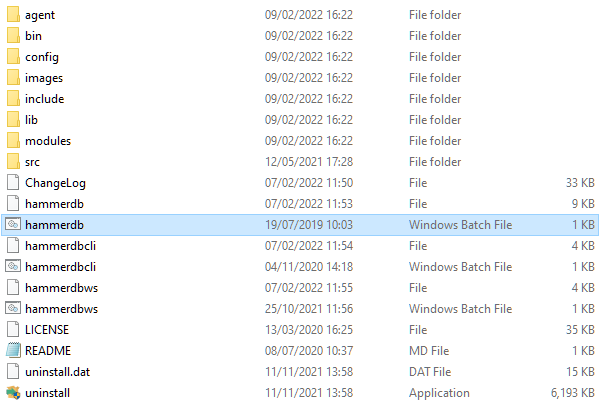 agent 09/02/2022 16:22 File folder
bin 09/02/2022 16:22 File folder
config 09/02/2022 16:22 File folder
images 09/02/2022 16:22 File folder
include 09/02/2022 16:22 File folder
lib 09/02/2022 16:22 File folder
modules 09/02/2022 16:22 File folder
src 12/05/2021 17:28 File folder
ChangeLog 07/02/2022 11:50 File 33 KB
hammerdb 07/02/2022 11:53 File 9 KB
hammerdb 19/07/2019 10:03 Windows Batch File 1 KB
hammerdbcli 07/02/2022 11:54 File 4 KB
hammerdbcli 04/11/2020 14:18 Windows Batch File 1 KB
hammerdbws 07/02/2022 11:55 File 4 KB
hammerdbws 25/10/2021 11:56 Windows Batch File 1 KB
LICENSE 13/03/2020 16:25 File 35 KB
README 08/07/2020 10:37 MD File 1 KB
uninstall.dat 11/11/2021 13:58 DAT File 15 KB
uninstall 11/11/2021 13:58 Application 6,193 KB